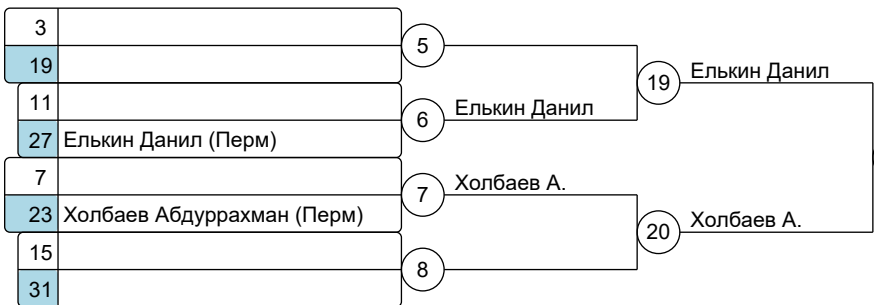 3
5
19
19 Елькин Данил
11
6 Елькин Данил
27 Елькин Данил (Перм)
7
7 Холбаев А.
23 Холбаев Абдуррахман (Перм)
20 Холбаев А.
15
8
31